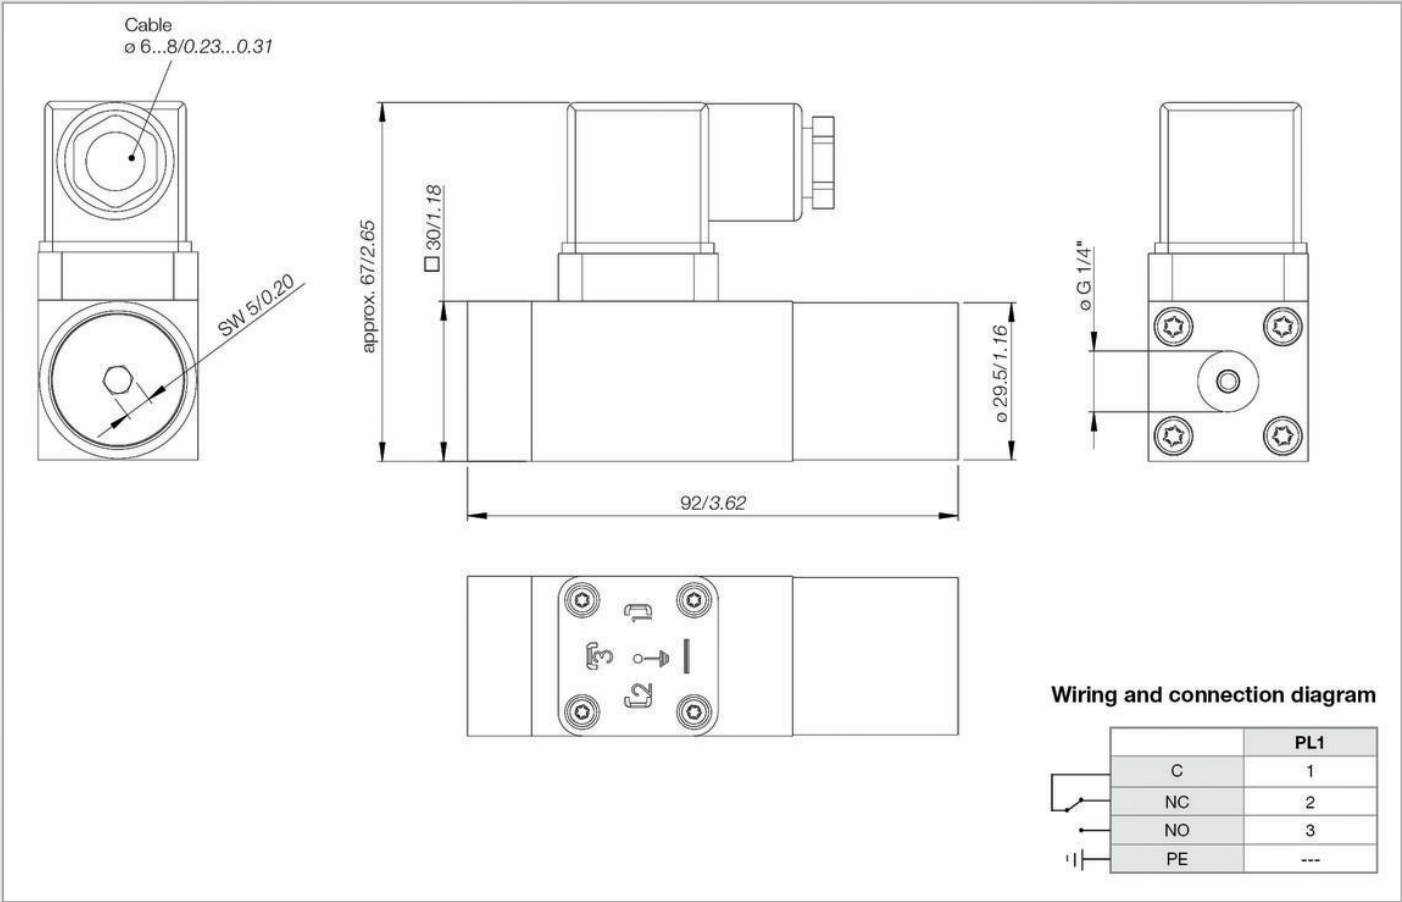 Cable
ø 6...8/0.23...0.31
SW 5/0.20
approx. 67/2.65
□ 30/1.18
ø 29.5/1.16
92/3.62
ø G 1/4"
1
3
2
Wiring and connection diagram
PL1
C 1
NC 2
NO 3
PE ---